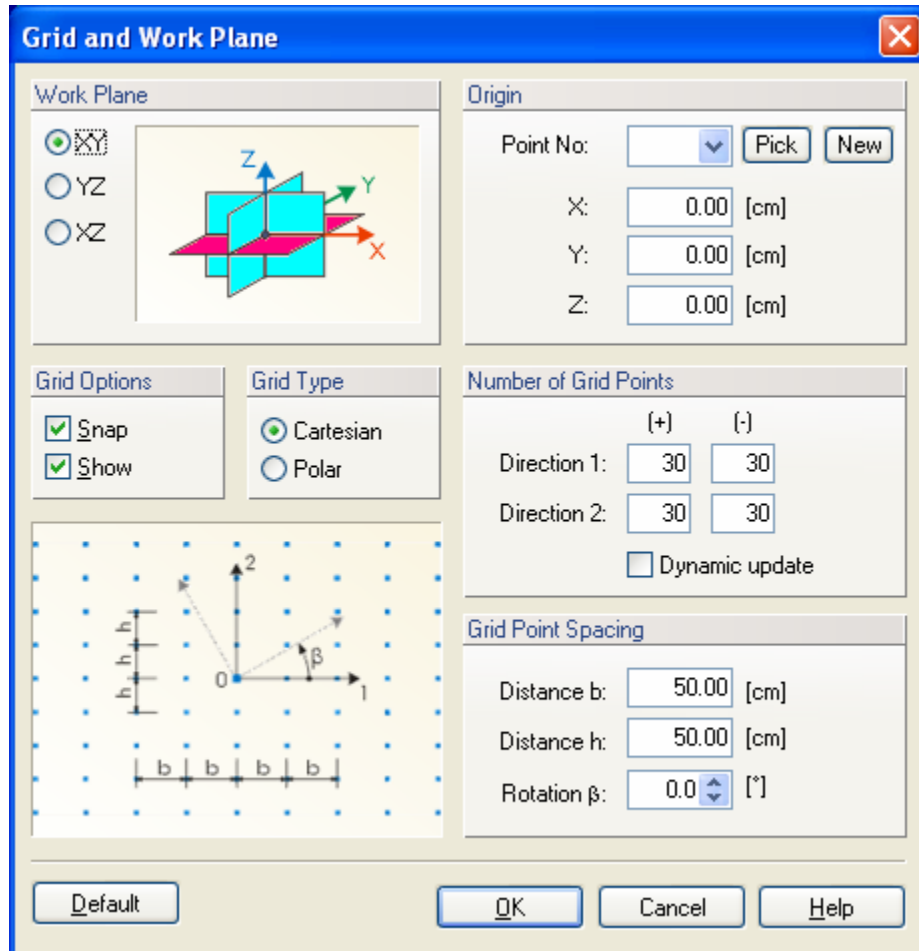 Grid and Work Plane
Work Plane
XY
YZ
XZ
Z
Y
X
Origin
Point No:
Pick
New
X: 0.00 [cm]
Y: 0.00 [cm]
Z: 0.00 [cm]
Grid Options
Snap
Show
Grid Type
Cartesian
Polar
Number of Grid Points
(+) (-)
Direction 1: 30 30
Direction 2: 30 30
Dynamic update
2
h
h
h
β
0
1
b b b b
Grid Point Spacing
Distance b: 50.00 [cm]
Distance h: 50.00 [cm]
Rotation β: 0.0 [°]
Default
OK
Cancel
Help